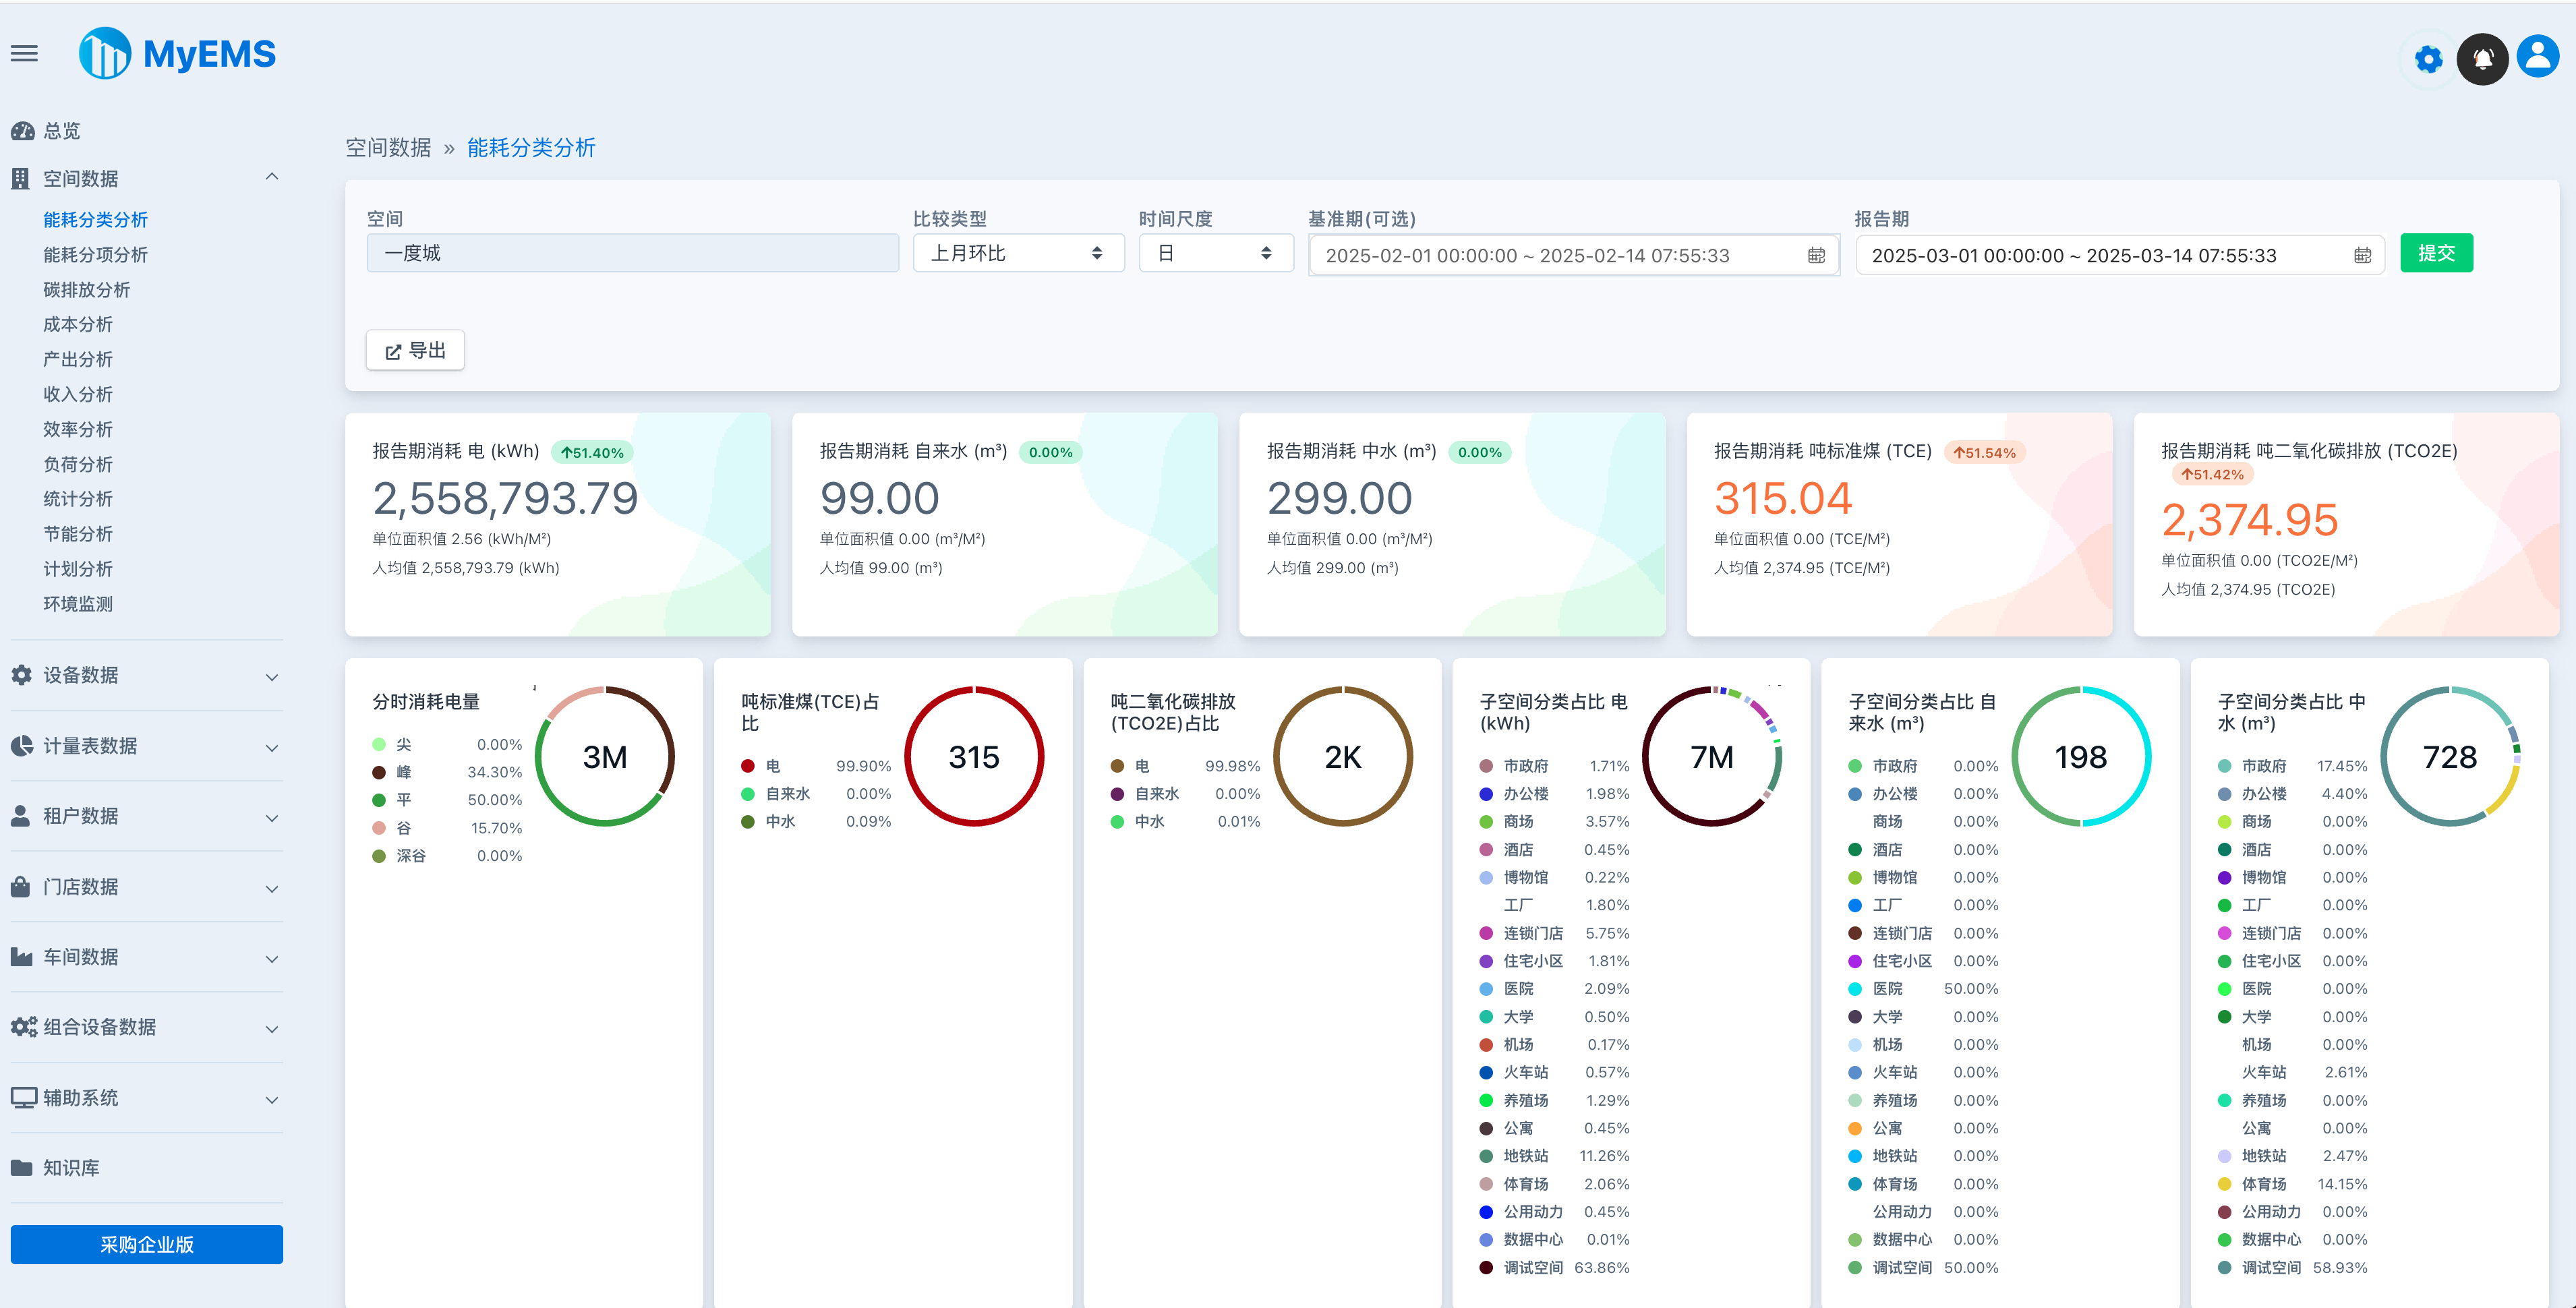 MyEMS
总览
空间数据
能耗分类分析
能耗分项分析
碳排放分析
成本分析
产出分析
收入分析
效率分析
负荷分析
统计分析
节能分析
计划分析
环境监测
设备数据
计量表数据
租户数据
门店数据
车间数据
组合设备数据
辅助系统
知识库
采购企业版
空间数据 » 能耗分类分析
空间
一度城
比较类型
上月环比
时间尺度
日
基准期(可选)
2025-02-01 00:00:00 ~ 2025-02-14 07:55:33
报告期
2025-03-01 00:00:00 ~ 2025-03-14 07:55:33
提交
导出
报告期消耗 电 (kWh) ↑51.40%
2,558,793.79
单位面积值 2.56 (kWh/M²)
人均值 2,558,793.79 (kWh)
报告期消耗 自来水 (m³) 0.00%
99.00
单位面积值 0.00 (m³/M²)
人均值 99.00 (m³)
报告期消耗 中水 (m³) 0.00%
299.00
单位面积值 0.00 (m³/M²)
人均值 299.00 (m³)
报告期消耗 吨标准煤 (TCE) ↑51.54%
315.04
单位面积值 0.00 (TCE/M²)
人均值 2,374.95 (TCE/M²)
报告期消耗 吨二氧化碳排放 (TCO2E)
↑51.42%
2,374.95
单位面积值 0.00 (TCO2E/M²)
人均值 2,374.95 (TCO2E)
分时消耗电量
尖 0.00%
峰 34.30%
平 50.00%
谷 15.70%
深谷 0.00%
3M
吨标准煤(TCE)占
比
电 99.90%
自来水 0.00%
中水 0.09%
315
吨二氧化碳排放
(TCO2E)占比
电 99.98%
自来水 0.00%
中水 0.01%
2K
子空间分类占比 电
(kWh)
市政府 1.71%
办公楼 1.98%
商场 3.57%
酒店 0.45%
博物馆 0.22%
工厂 1.80%
连锁门店 5.75%
住宅小区 1.81%
医院 2.09%
大学 0.50%
机场 0.17%
火车站 0.57%
养殖场 1.29%
公寓 0.45%
地铁站 11.26%
体育场 2.06%
公用动力 0.45%
数据中心 0.01%
调试空间 63.86%
7M
子空间分类占比 自
来水 (m³)
市政府 0.00%
办公楼 0.00%
商场 0.00%
酒店 0.00%
博物馆 0.00%
工厂 0.00%
连锁门店 0.00%
住宅小区 0.00%
医院 50.00%
大学 0.00%
机场 0.00%
火车站 0.00%
养殖场 0.00%
公寓 0.00%
地铁站 0.00%
体育场 0.00%
公用动力 0.00%
数据中心 0.00%
调试空间 50.00%
198
子空间分类占比 中
水 (m³)
市政府 17.45%
办公楼 4.40%
商场 0.00%
酒店 0.00%
博物馆 0.00%
工厂 0.00%
连锁门店 0.00%
住宅小区 0.00%
医院 0.00%
大学 0.00%
机场 0.00%
火车站 2.61%
养殖场 0.00%
公寓 0.00%
地铁站 2.47%
体育场 14.15%
公用动力 0.00%
数据中心 0.00%
调试空间 58.93%
728